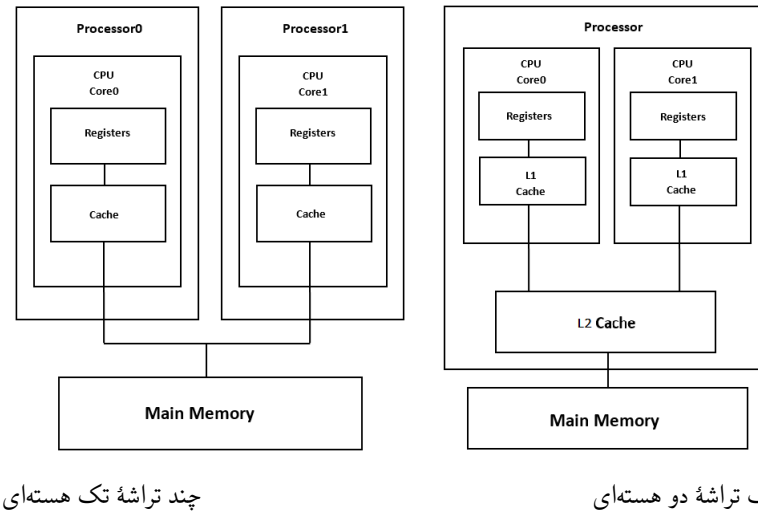 Processor0
CPU
Core0
Registers
Cache
Processor1
CPU
Core1
Registers
Cache
Main Memory
چند تراشهٔ تک هسته‌ای
Processor
CPU
Core0
Registers
L1
Cache
CPU
Core1
Registers
L1
Cache
L2 Cache
Main Memory
تراشهٔ دو هسته‌ای